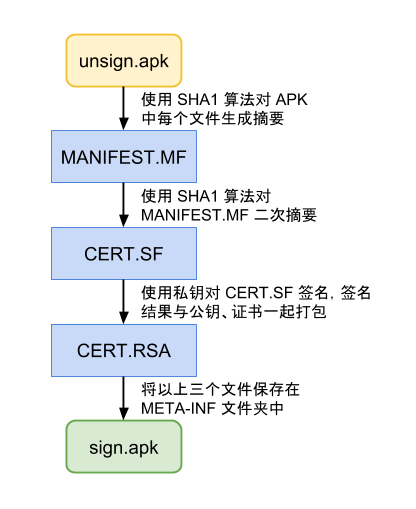 unsign.apk
使用 SHA1 算法对 APK
中每个文件生成摘要
MANIFEST.MF
使用 SHA1 算法对
MANIFEST.MF 二次摘要
CERT.SF
使用私钥对 CERT.SF 签名，签名
结果与公钥、证书一起打包
CERT.RSA
将以上三个文件保存在
META-INF 文件夹中
sign.apk